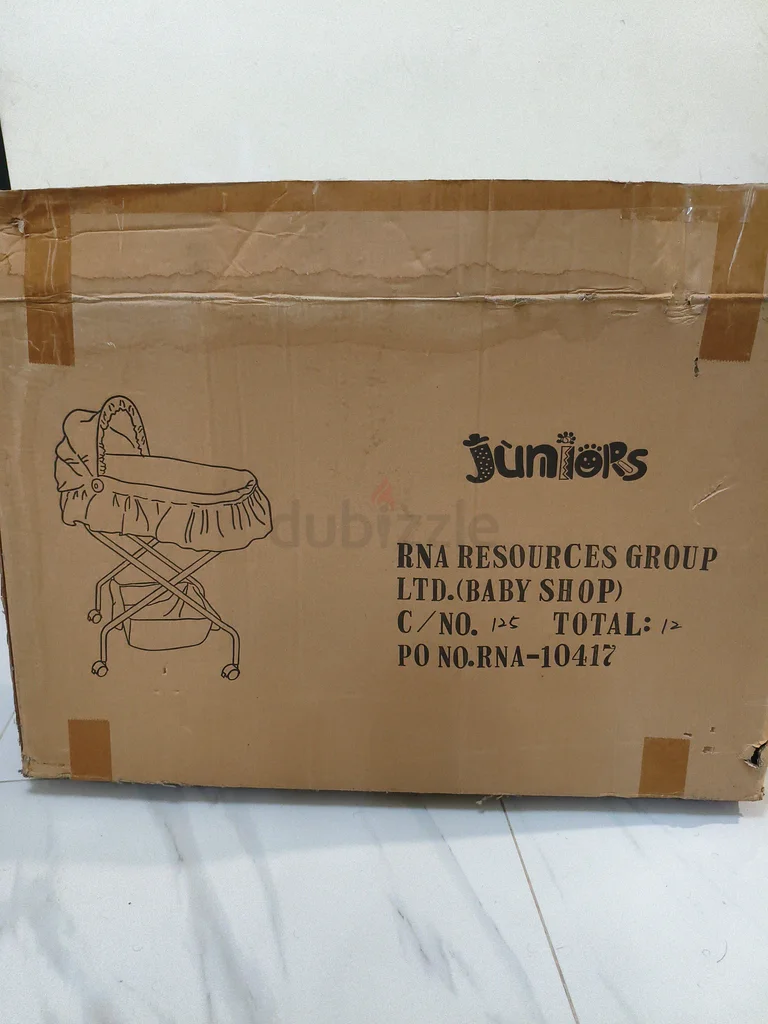 JUNIORS
dubizzle
RNA RESOURCES GROUP
LTD.(BABY SHOP)
C/NO. 125 TOTAL: 12
PO NO.RNA-10417